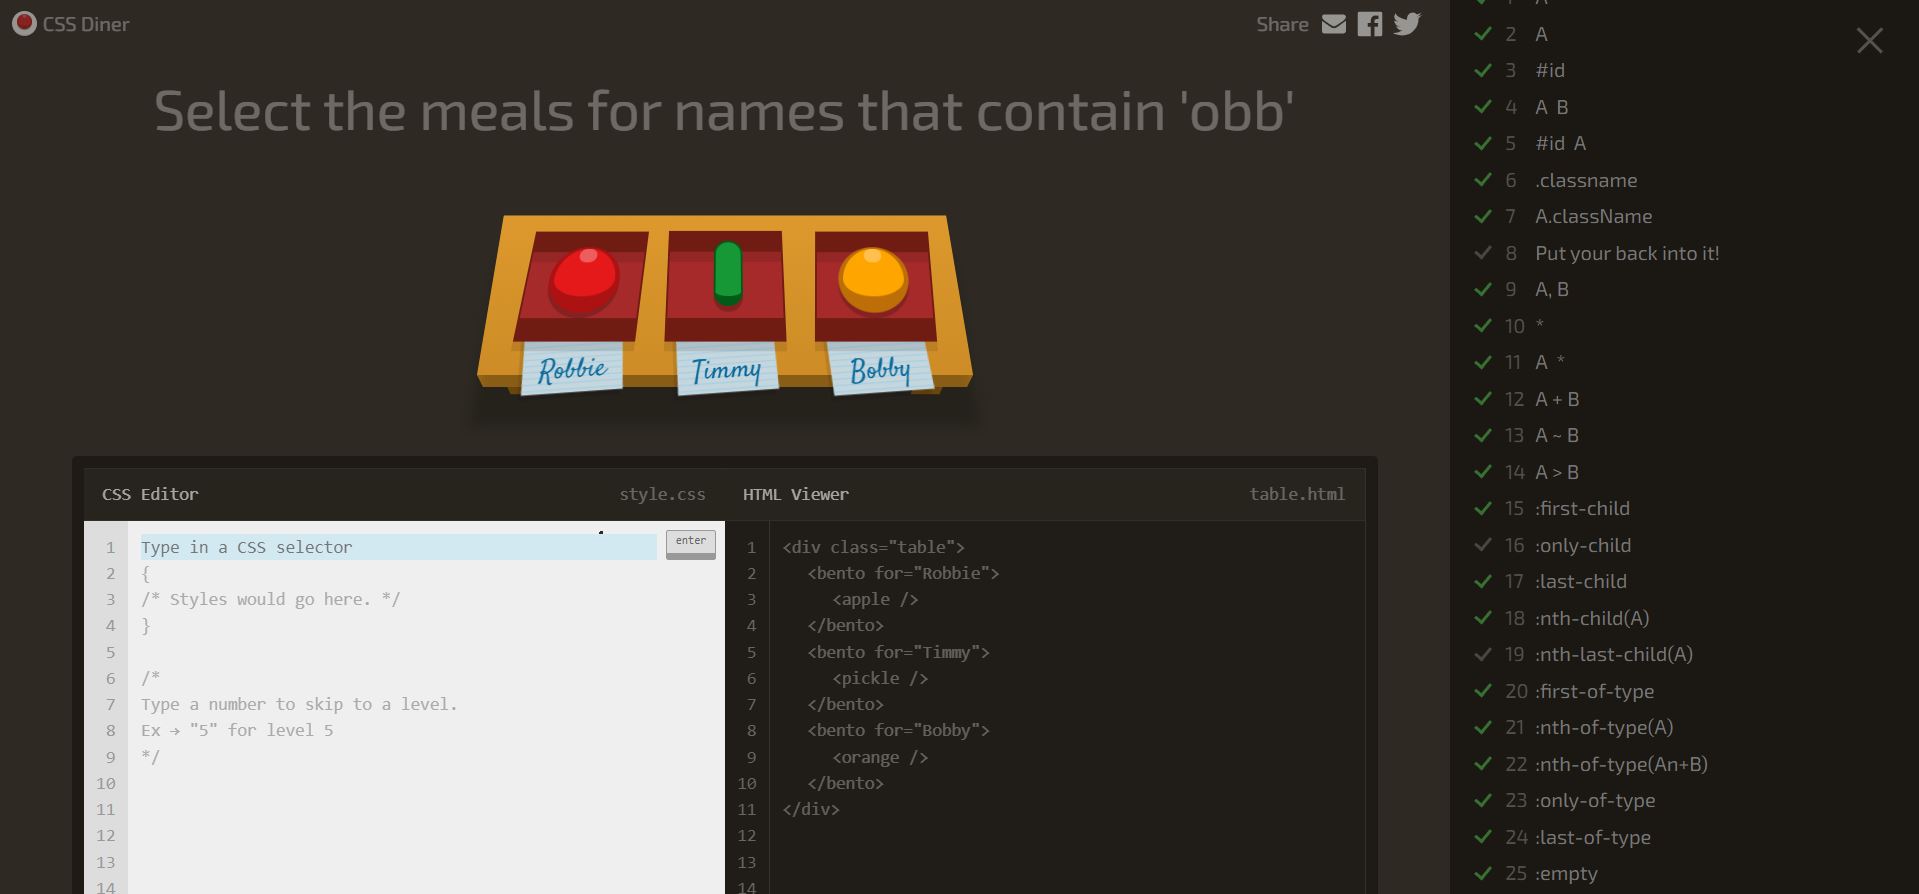 CSS Diner
Share
Select the meals for names that contain 'obb'
Robbie
Timmy
Bobby
CSS Editor style.css
1 Type in a CSS selector enter
2 {
3 /* Styles would go here. */
4 }
5
6 /*
7 Type a number to skip to a level.
8 Ex → "5" for level 5
9 */
10
11
12
13
14
HTML Viewer table.html
1 <div class="table">
2 <bento for="Robbie">
3 <apple />
4 </bento>
5 <bento for="Timmy">
6 <pickle />
7 </bento>
8 <bento for="Bobby">
9 <orange />
10 </bento>
11 </div>
12
13
14
2 A
3 #id
4 A B
5 #id A
6 .classname
7 A.className
8 Put your back into it!
9 A, B
10 *
11 A *
12 A + B
13 A ~ B
14 A > B
15 :first-child
16 :only-child
17 :last-child
18 :nth-child(A)
19 :nth-last-child(A)
20 :first-of-type
21 :nth-of-type(A)
22 :nth-of-type(An+B)
23 :only-of-type
24 :last-of-type
25 :empty